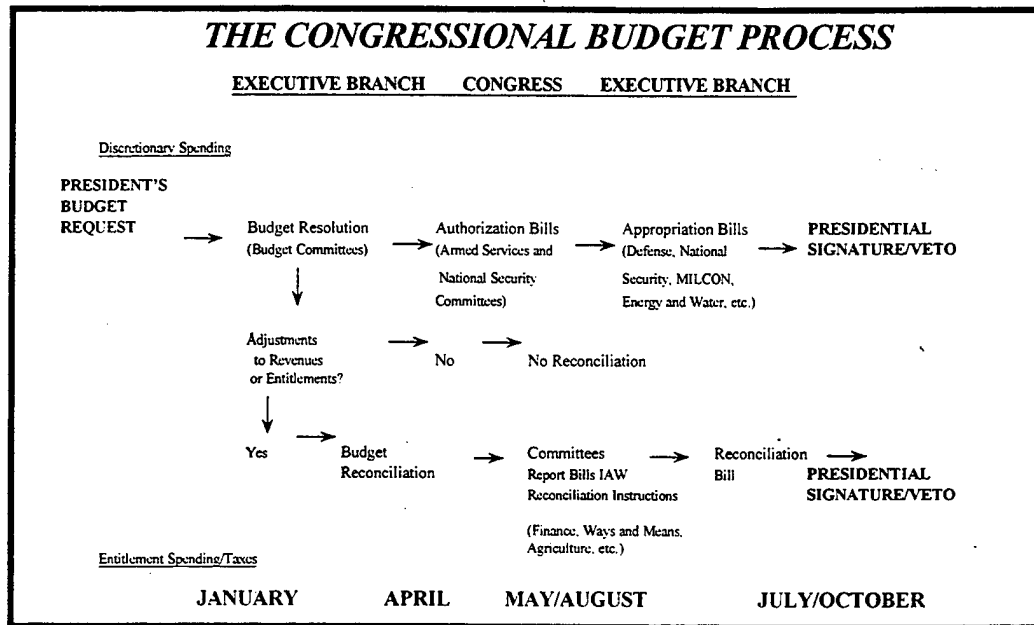 THE CONGRESSIONAL BUDGET PROCESS
EXECUTIVE BRANCH CONGRESS EXECUTIVE BRANCH
Discretionary Spending
PRESIDENT'S
BUDGET
REQUEST
Budget Resolution
(Budget Committees)
Authorization Bills
(Armed Services and
National Security
Committees)
Appropriation Bills
(Defense, National
Security, MILCON,
Energy and Water, etc.)
PRESIDENTIAL
SIGNATURE/VETO
Adjustments
to Revenues
or Entitlements?
No
No Reconciliation
Yes
Budget
Reconciliation
Committees
Report Bills IAW
Reconciliation Instructions
(Finance, Ways and Means,
Agriculture, etc.)
Reconciliation
Bill
PRESIDENTIAL
SIGNATURE/VETO
Entitlement Spending/Taxes
JANUARY APRIL MAY/AUGUST JULY/OCTOBER